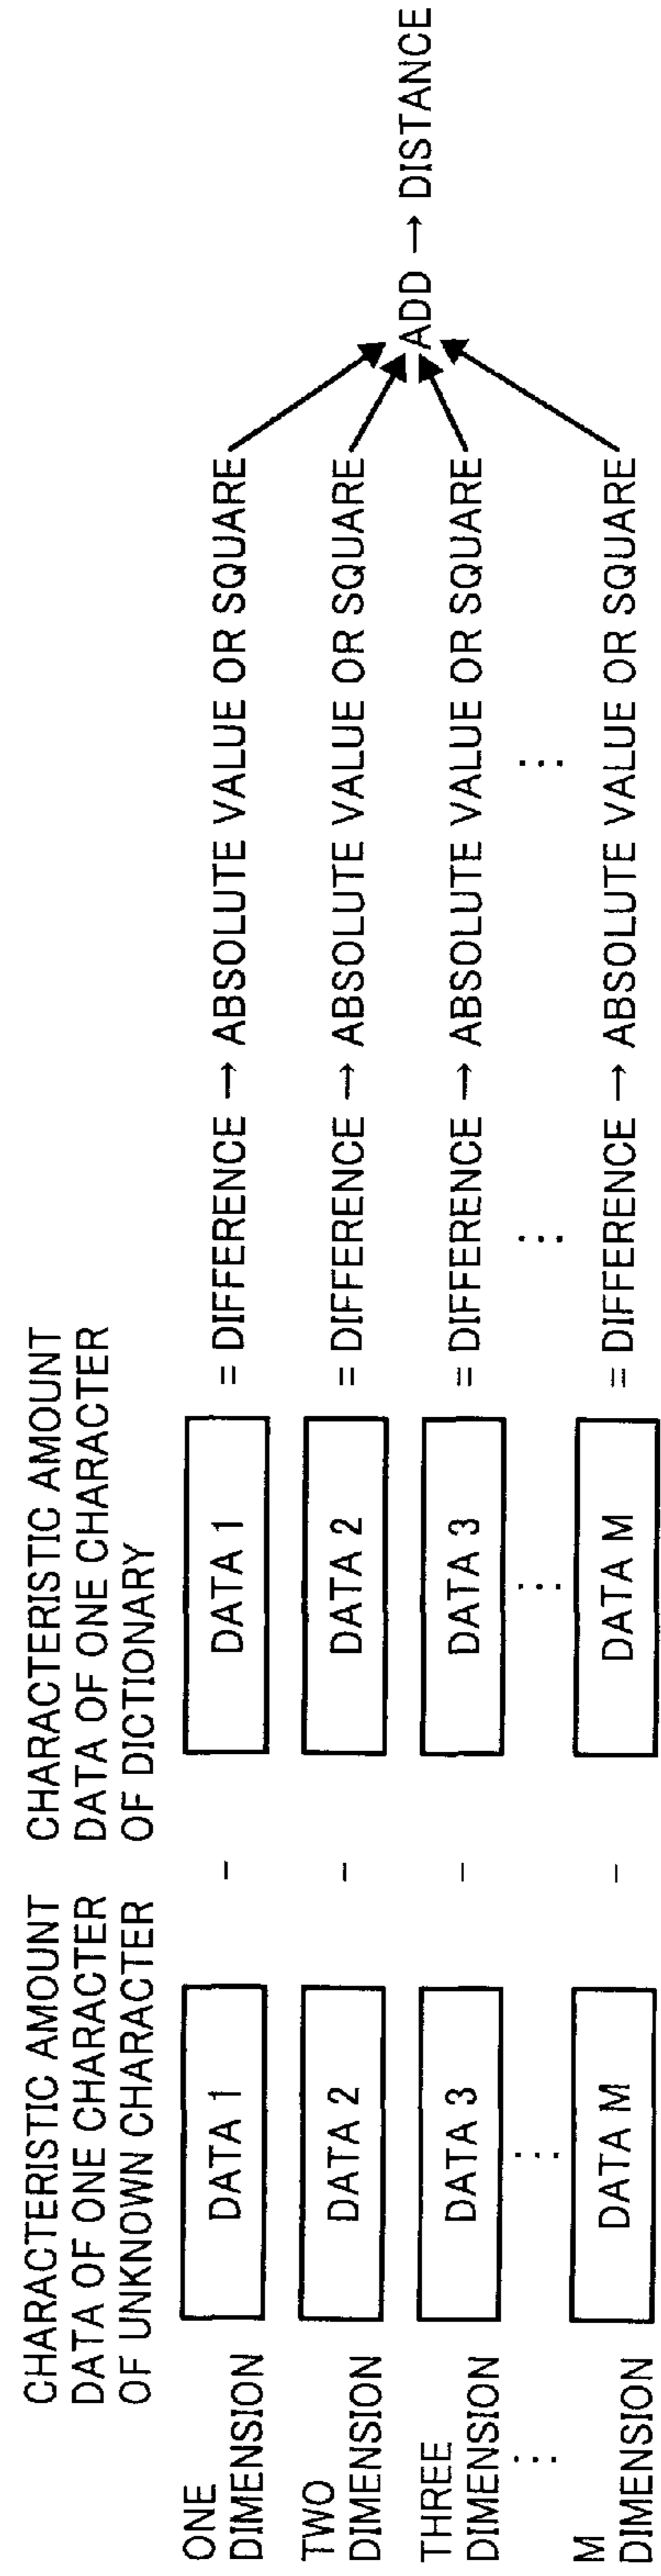 CHARACTERISTIC AMOUNT
DATA OF ONE CHARACTER
OF UNKNOWN CHARACTER
CHARACTERISTIC AMOUNT
DATA OF ONE CHARACTER
OF DICTIONARY
ONE
DIMENSION
DATA 1 – DATA 1 = DIFFERENCE → ABSOLUTE VALUE OR SQUARE
TWO
DIMENSION
DATA 2 – DATA 2 = DIFFERENCE → ABSOLUTE VALUE OR SQUARE
THREE
DIMENSION
DATA 3 – DATA 3 = DIFFERENCE → ABSOLUTE VALUE OR SQUARE
... ... ... ... ...
M
DIMENSION
DATA M – DATA M = DIFFERENCE → ABSOLUTE VALUE OR SQUARE
ADD → DISTANCE